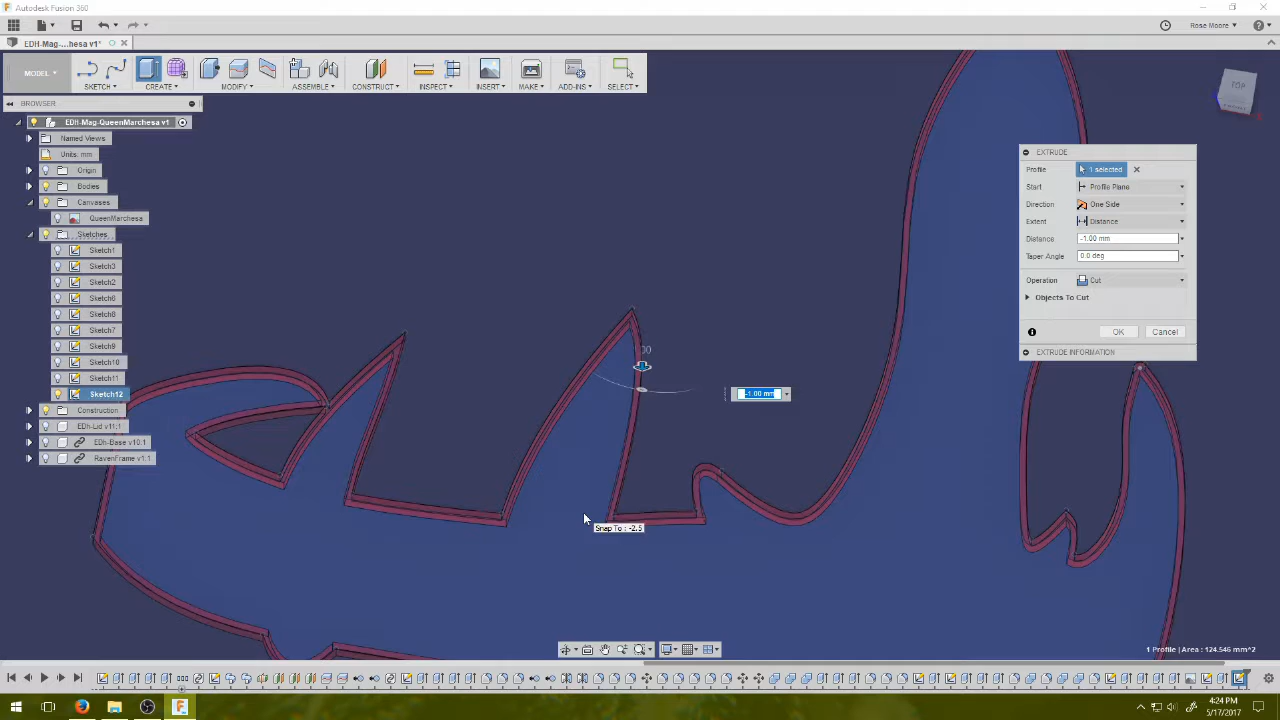 Autodesk Fusion 360
Rose Moore
EDH-Mag-...hesa v1*
MODEL
SKETCH
CREATE
MODIFY
ASSEMBLE
CONSTRUCT
INSPECT
INSERT
MAKE
ADD-INS
SELECT
TOP
BROWSER
EDH-Mag-QueenMarchesa v1
Named Views
Units: mm
Origin
Bodies
Canvases
QueenMarchesa
Sketches
Sketch1
Sketch3
Sketch2
Sketch6
Sketch8
Sketch7
Sketch9
Sketch10
Sketch11
Sketch12
Construction
EDh-Lid v11:1
EDh-Base v10:1
RavenFrame v1:1
EXTRUDE
Profile 1 selected
Start Profile Plane
Direction One Side
Extent Distance
Distance -1.00 mm
Taper Angle 0.0 deg
Operation Cut
Objects To Cut
OK Cancel
EXTRUDE INFORMATION
-1.00 mm
Snap To : -2.5
1 Profile | Area : 124.546 mm^2
4:24 PM
5/17/2017